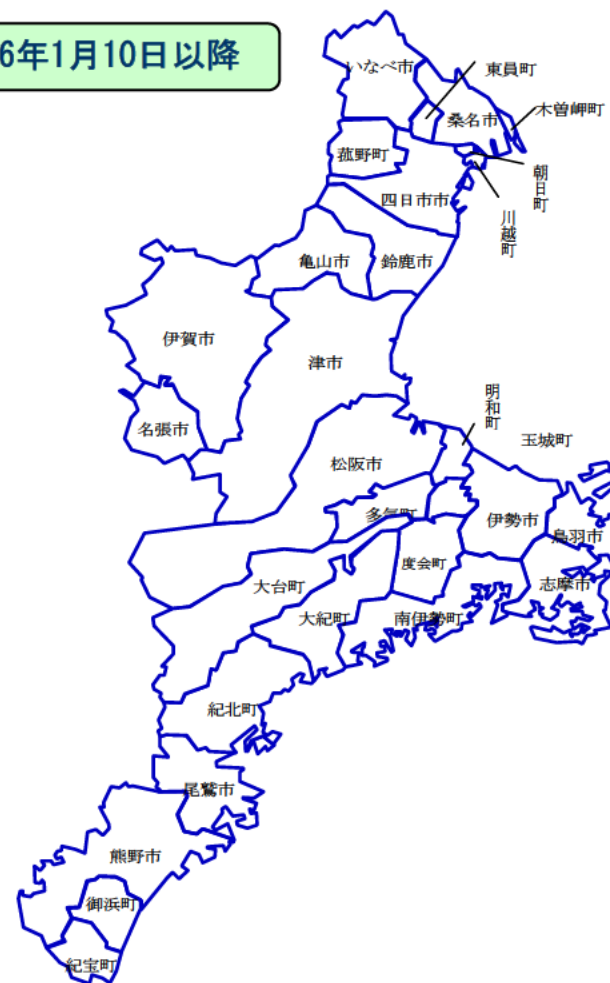 6年1月10日以降
いなべ市
東員町
桑名市
木曽岬町
菰野町
朝日町
四日市市
川越町
亀山市
鈴鹿市
伊賀市
津市
名張市
明和町
玉城町
松阪市
多気町
伊勢市
鳥羽市
度会町
志摩市
大台町
大紀町
南伊勢町
紀北町
尾鷲市
熊野市
御浜町
紀宝町